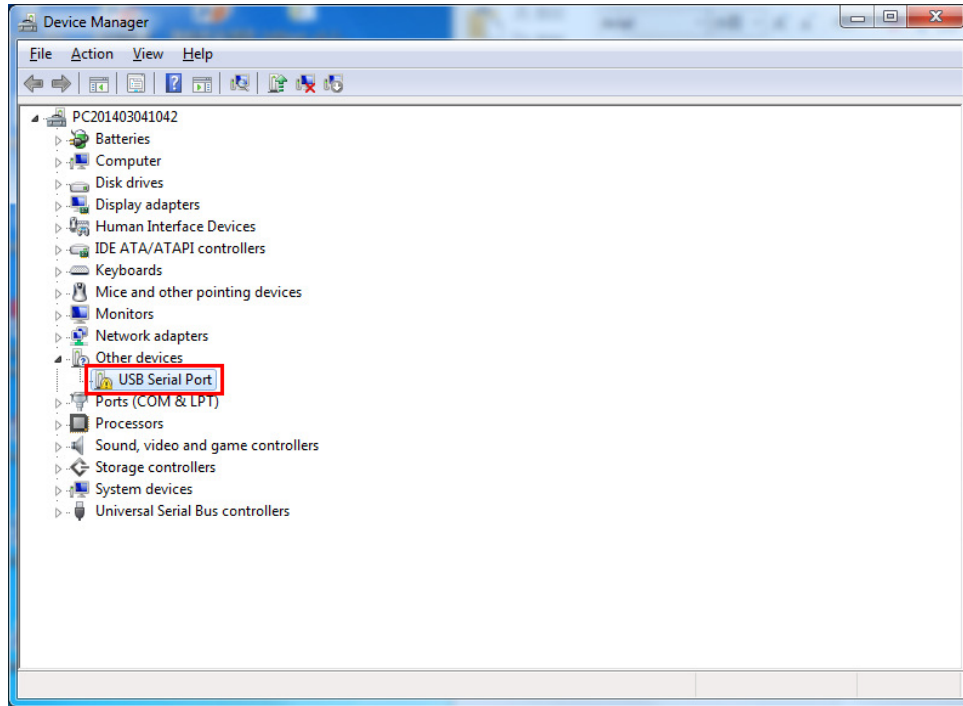 Device Manager
File Action View Help
PC201403041042
Batteries
Computer
Disk drives
Display adapters
Human Interface Devices
IDE ATA/ATAPI controllers
Keyboards
Mice and other pointing devices
Monitors
Network adapters
Other devices
USB Serial Port
Ports (COM & LPT)
Processors
Sound, video and game controllers
Storage controllers
System devices
Universal Serial Bus controllers